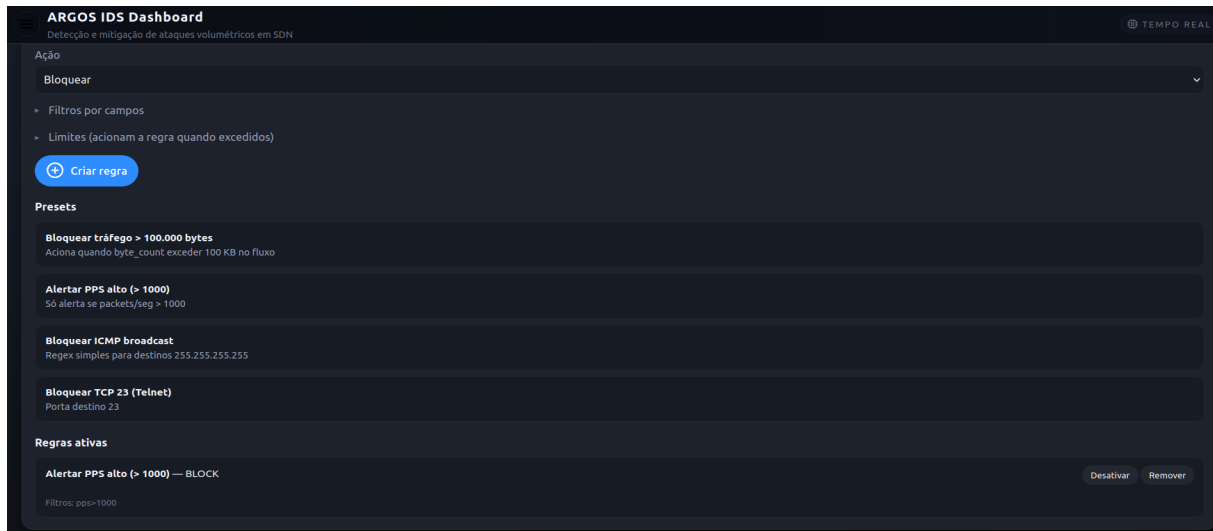 ARGOS IDS Dashboard
Detecção e mitigação de ataques volumétricos em SDN
TEMPO REAL
Ação
Bloquear
Filtros por campos
Limites (acionam a regra quando excedidos)
Criar regra
Presets
Bloquear tráfego > 100.000 bytes
Aciona quando byte_count exceder 100 KB no fluxo
Alertar PPS alto (> 1000)
Só alerta se packets/seg > 1000
Bloquear ICMP broadcast
Regex simples para destinos 255.255.255.255
Bloquear TCP 23 (Telnet)
Porta destino 23
Regras ativas
Alertar PPS alto (> 1000) — BLOCK
Desativar Remover
Filtros: pps>1000